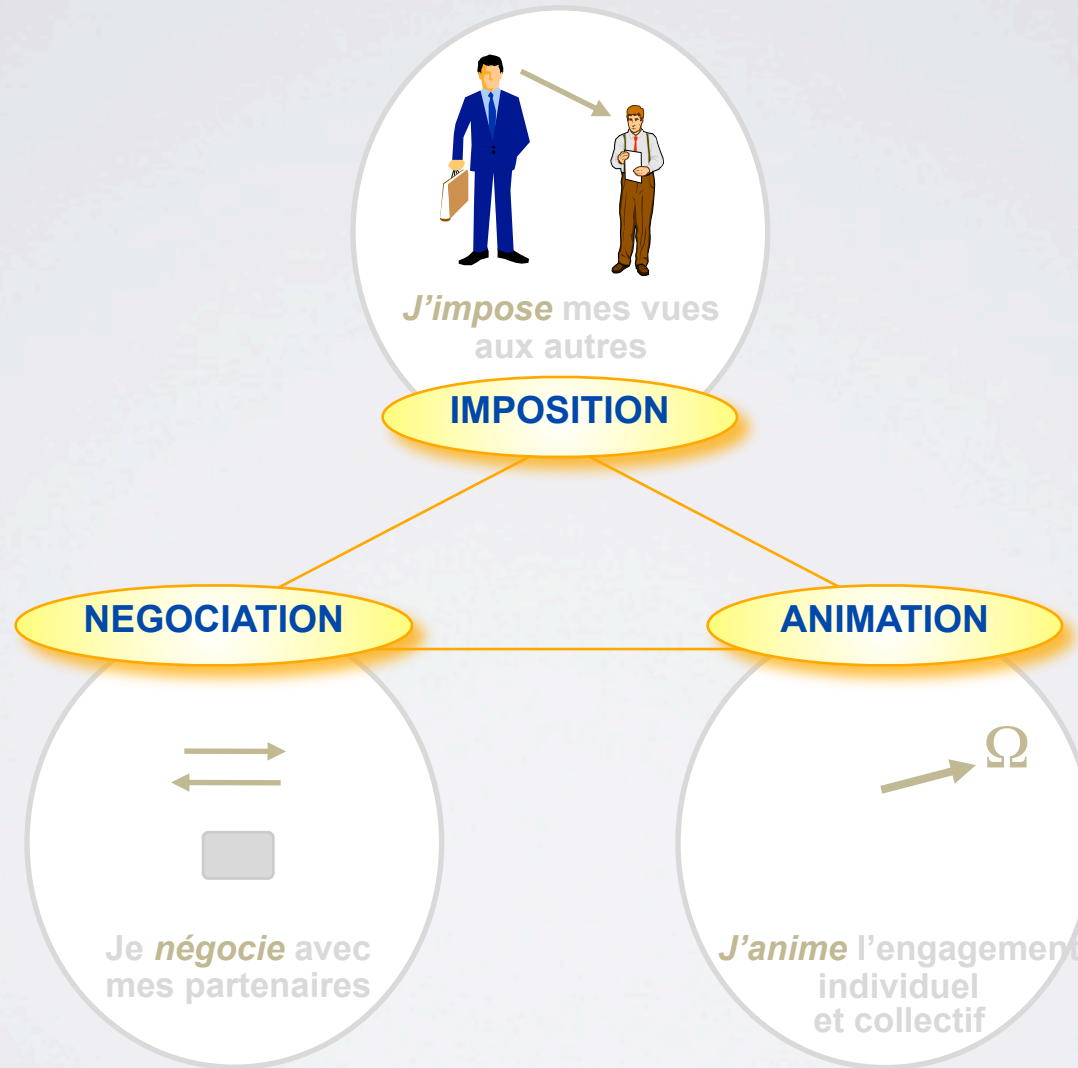 J’impose mes vues
aux autres
IMPOSITION
NEGOCIATION
ANIMATION
Ω
Je négocie avec
mes partenaires
J’anime l’engagement
individuel
et collectif